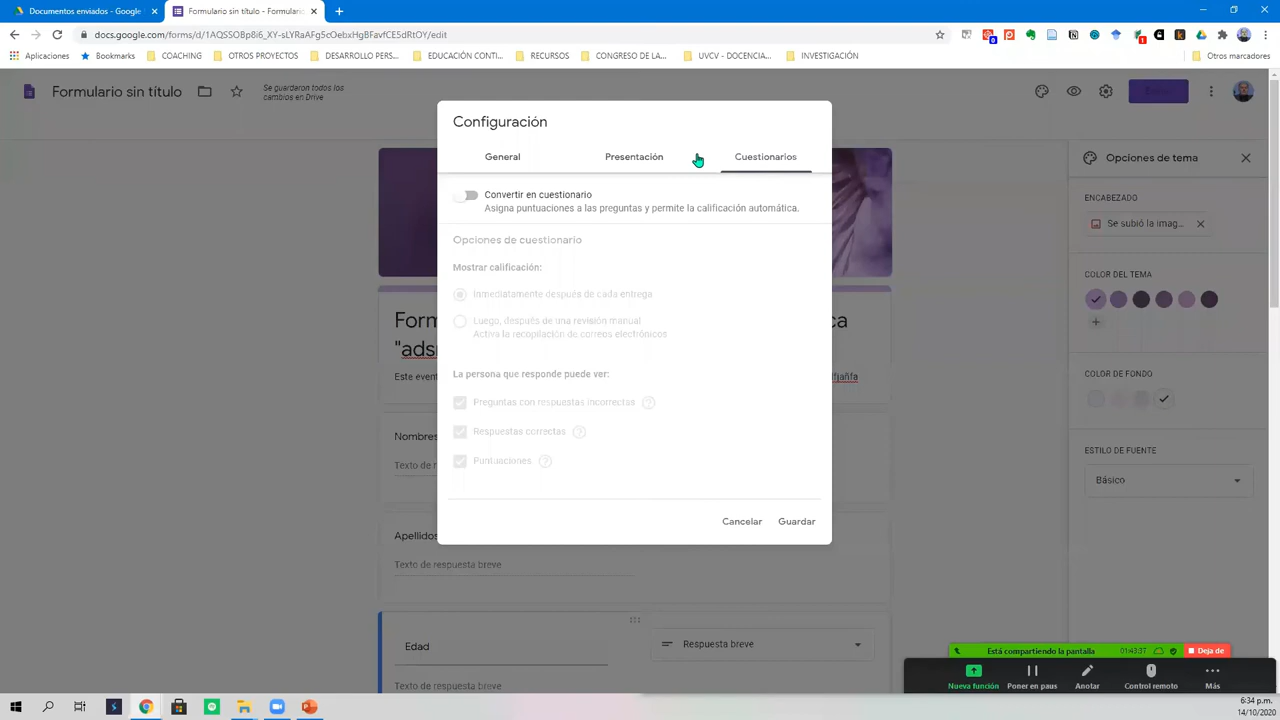 Documentos enviados - Google
Formulario sin título - Formulario
docs.google.com/forms/d/1AQSSOBp8i6_XY-sLYRaAFg5cOebxHgBFavfCE5dRtOY/edit
Aplicaciones
Bookmarks
COACHING
OTROS PROYECTOS
DESARROLLO PERS...
EDUCACIÓN CONTI...
RECURSOS
CONGRESO DE LA...
UVCV - DOCENCIA...
INVESTIGACIÓN
Otros marcadores
Formulario sin título
Se guardaron todos los
cambios en Drive
Configuración
General
Presentación
Cuestionarios
Convertir en cuestionario
Asigna puntuaciones a las preguntas y permite la calificación automática.
Opciones de cuestionario
Mostrar calificación:
Inmediatamente después de cada entrega
Luego, después de una revisión manual
Activa la recopilación de correos electrónicos
La persona que responde puede ver:
Preguntas con respuestas incorrectas
Respuestas correctas
Puntuaciones
Cancelar
Guardar
Opciones de tema
ENCABEZADO
Se subió la imag...
COLOR DEL TEMA
COLOR DE FONDO
ESTILO DE FUENTE
Básico
Este even
Nombres
Texto de r
Apellidos
Texto de respuesta breve
Edad
Respuesta breve
Texto de respuesta breve
Está compartiendo la pantalla
01:43:37
Deja de
Nueva función
Poner en paus
Anotar
Control remoto
Más
6:34 p.m.
14/10/2020